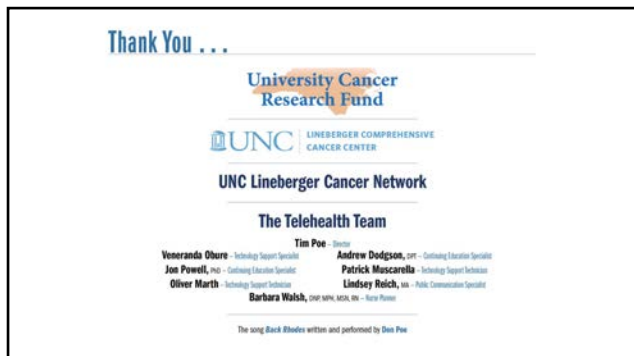 Thank You . . .
University Cancer
Research Fund
UNC LINEBERGER COMPREHENSIVE
CANCER CENTER
UNC Lineberger Cancer Network
The Telehealth Team
Tim Poe – Director
Veneranda Obure – Technology Support Specialist Andrew Dodgson, DPT – Continuing Education Specialist
Jon Powell, PhD – Continuing Education Specialist Patrick Muscarella – Technology Support Technician
Oliver Marth – Technology Support Technician Lindsey Reich, MA – Public Communication Specialist
Barbara Walsh, DNP, MPH, MSN, RN – Nurse Planner
The song Back Rhodes written and performed by Don Poe